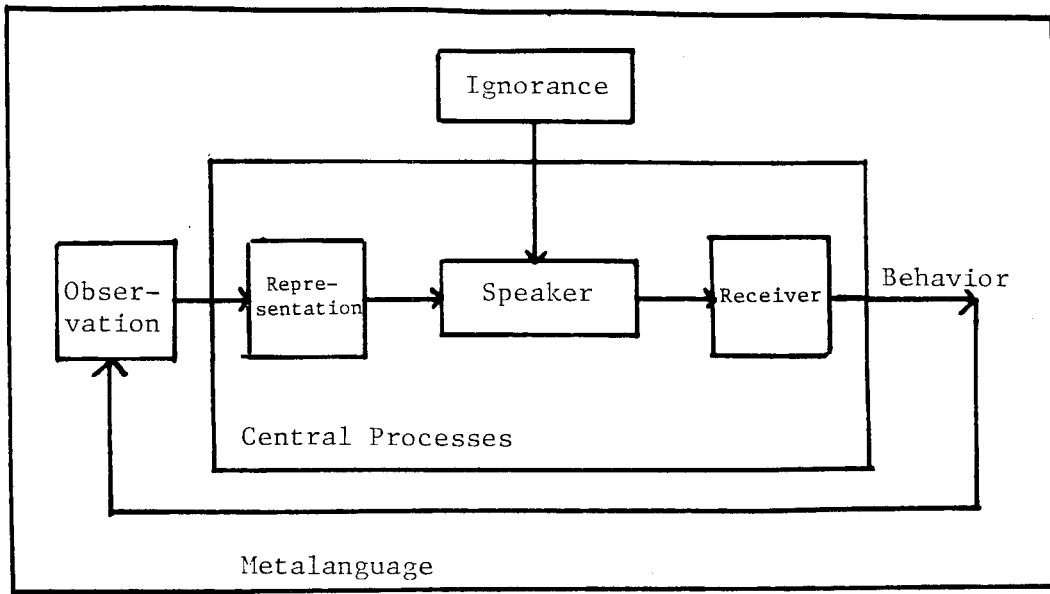 Ignorance
Obser-
vation
Repre-
sentation
Speaker
Receiver
Behavior
Central Processes
Metalanguage